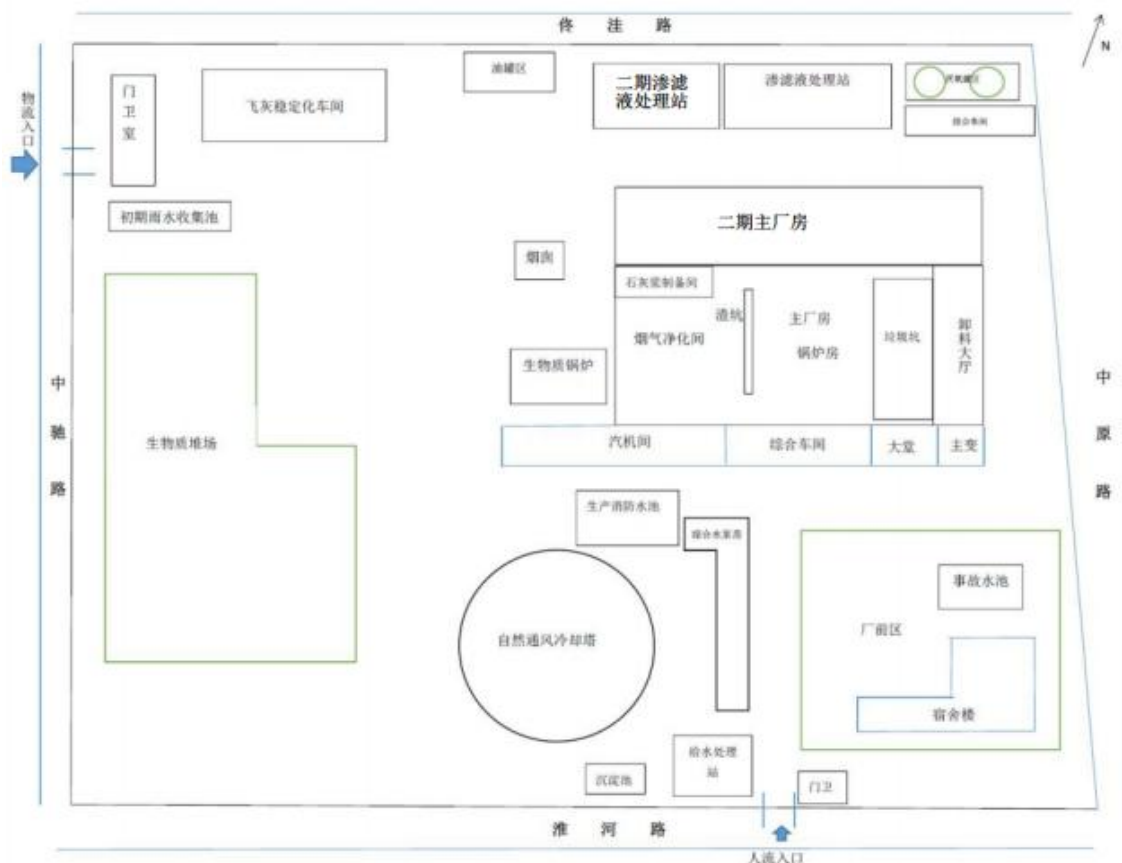 佟洼路
N
物流入口
门卫室
飞灰稳定化车间
油罐区
二期渗滤
液处理站
渗滤液处理站
综合车间
初期雨水收集池
二期主厂房
烟囱
石灰浆制备间
渣坑
烟气净化间
主厂房
锅炉房
垃圾坑
卸料大厅
生物质锅炉
中驰路
中原路
生物质堆场
汽机间
综合车间
大堂
主变
生产消防水池
综合水泵房
事故水池
自然通风冷却塔
厂前区
宿舍楼
给水处理
站
沉淀池
门卫
淮河路
人流入口